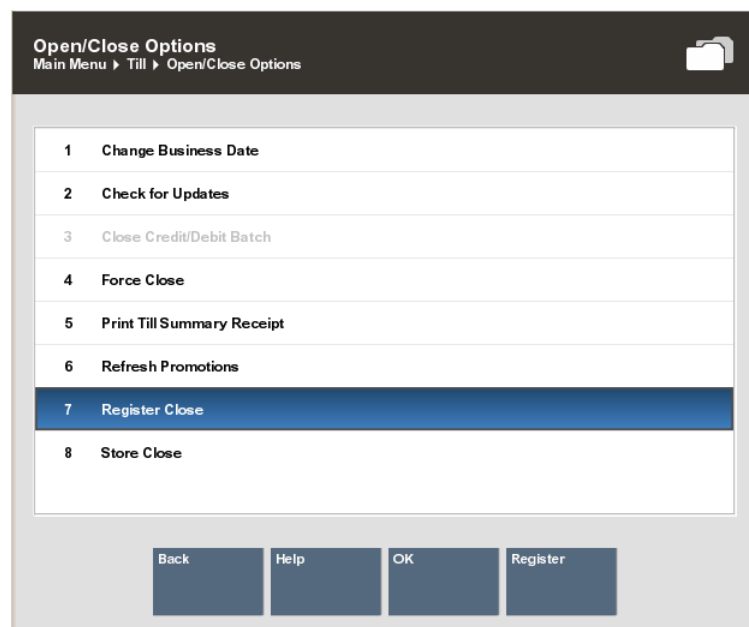 Open/Close Options
Main Menu ▸ Till ▸ Open/Close Options
1 Change Business Date
2 Check for Updates
3 Close Credit/Debit Batch
4 Force Close
5 Print Till Summary Receipt
6 Refresh Promotions
7 Register Close
8 Store Close
Back Help OK Register